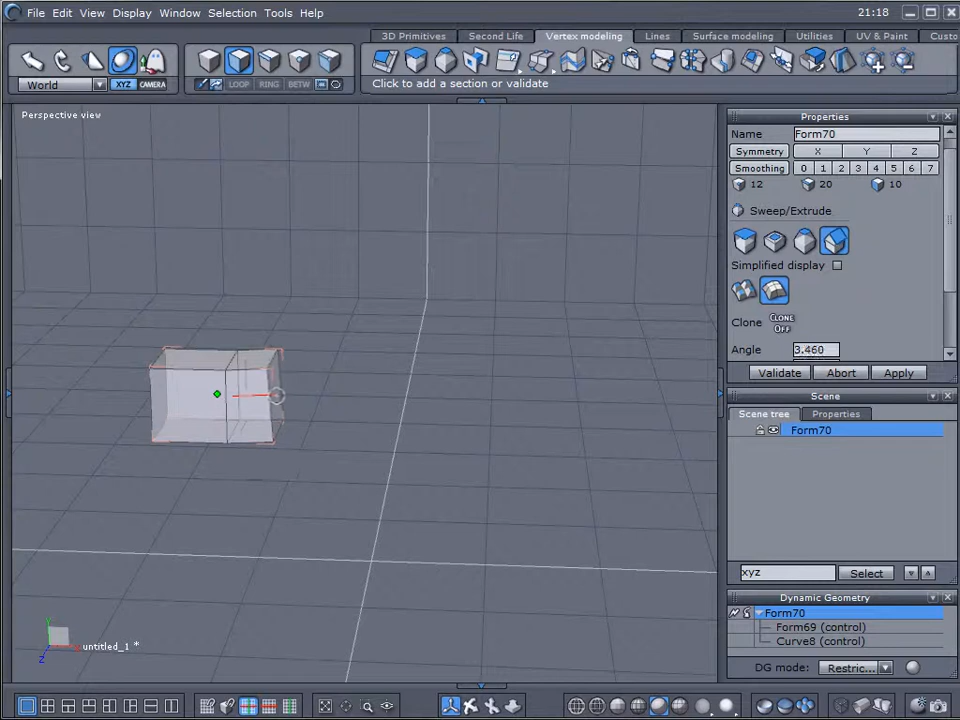 File Edit View Display Window Selection Tools Help 21:18
3D Primitives Second Life Vertex modeling Lines Surface modeling Utilities UV & Paint Custo
World XYZ CAMERA LOOP RING BETW Click to add a section or validate
Perspective view
Properties
Name Form70
Symmetry X Y Z
Smoothing 0 1 2 3 4 5 6 7
12 20 10
Sweep/Extrude
Simplified display
Clone CLONE OFF
Angle 3.460
Validate Abort Apply
Scene
Scene tree Properties
Form70
xyz Select
Dynamic Geometry
Form70
Form69 (control)
Curve8 (control)
DG mode: Restric...
Y
Z
untitled_1 *